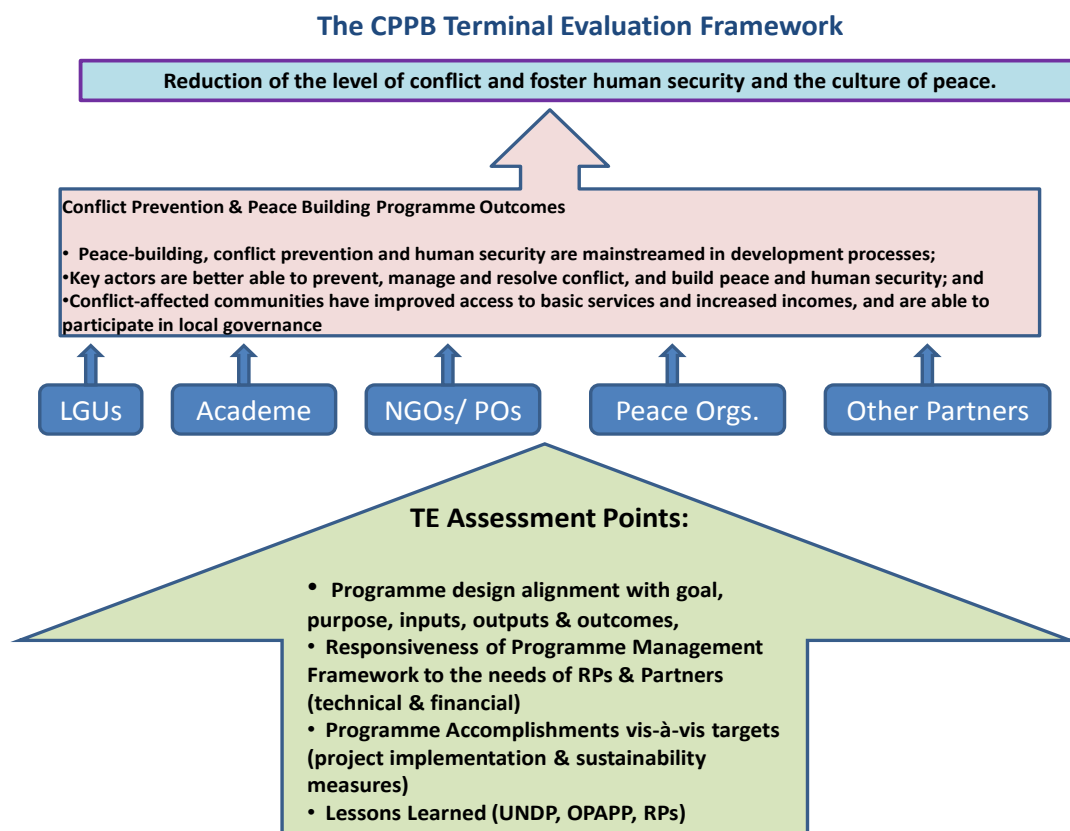 The CPPB Terminal Evaluation Framework
Reduction of the level of conflict and foster human security and the culture of peace.
Conflict Prevention & Peace Building Programme Outcomes
• Peace-building, conflict prevention and human security are mainstreamed in development processes;
•Key actors are better able to prevent, manage and resolve conflict, and build peace and human security; and
•Conflict-affected communities have improved access to basic services and increased incomes, and are able to
participate in local governance
LGUs
Academe
NGOs/ POs
Peace Orgs.
Other Partners
TE Assessment Points:
• Programme design alignment with goal,
purpose, inputs, outputs & outcomes,
• Responsiveness of Programme Management
Framework to the needs of RPs & Partners
(technical & financial)
• Programme Accomplishments vis-à-vis targets
(project implementation & sustainability
measures)
• Lessons Learned (UNDP, OPAPP, RPs)